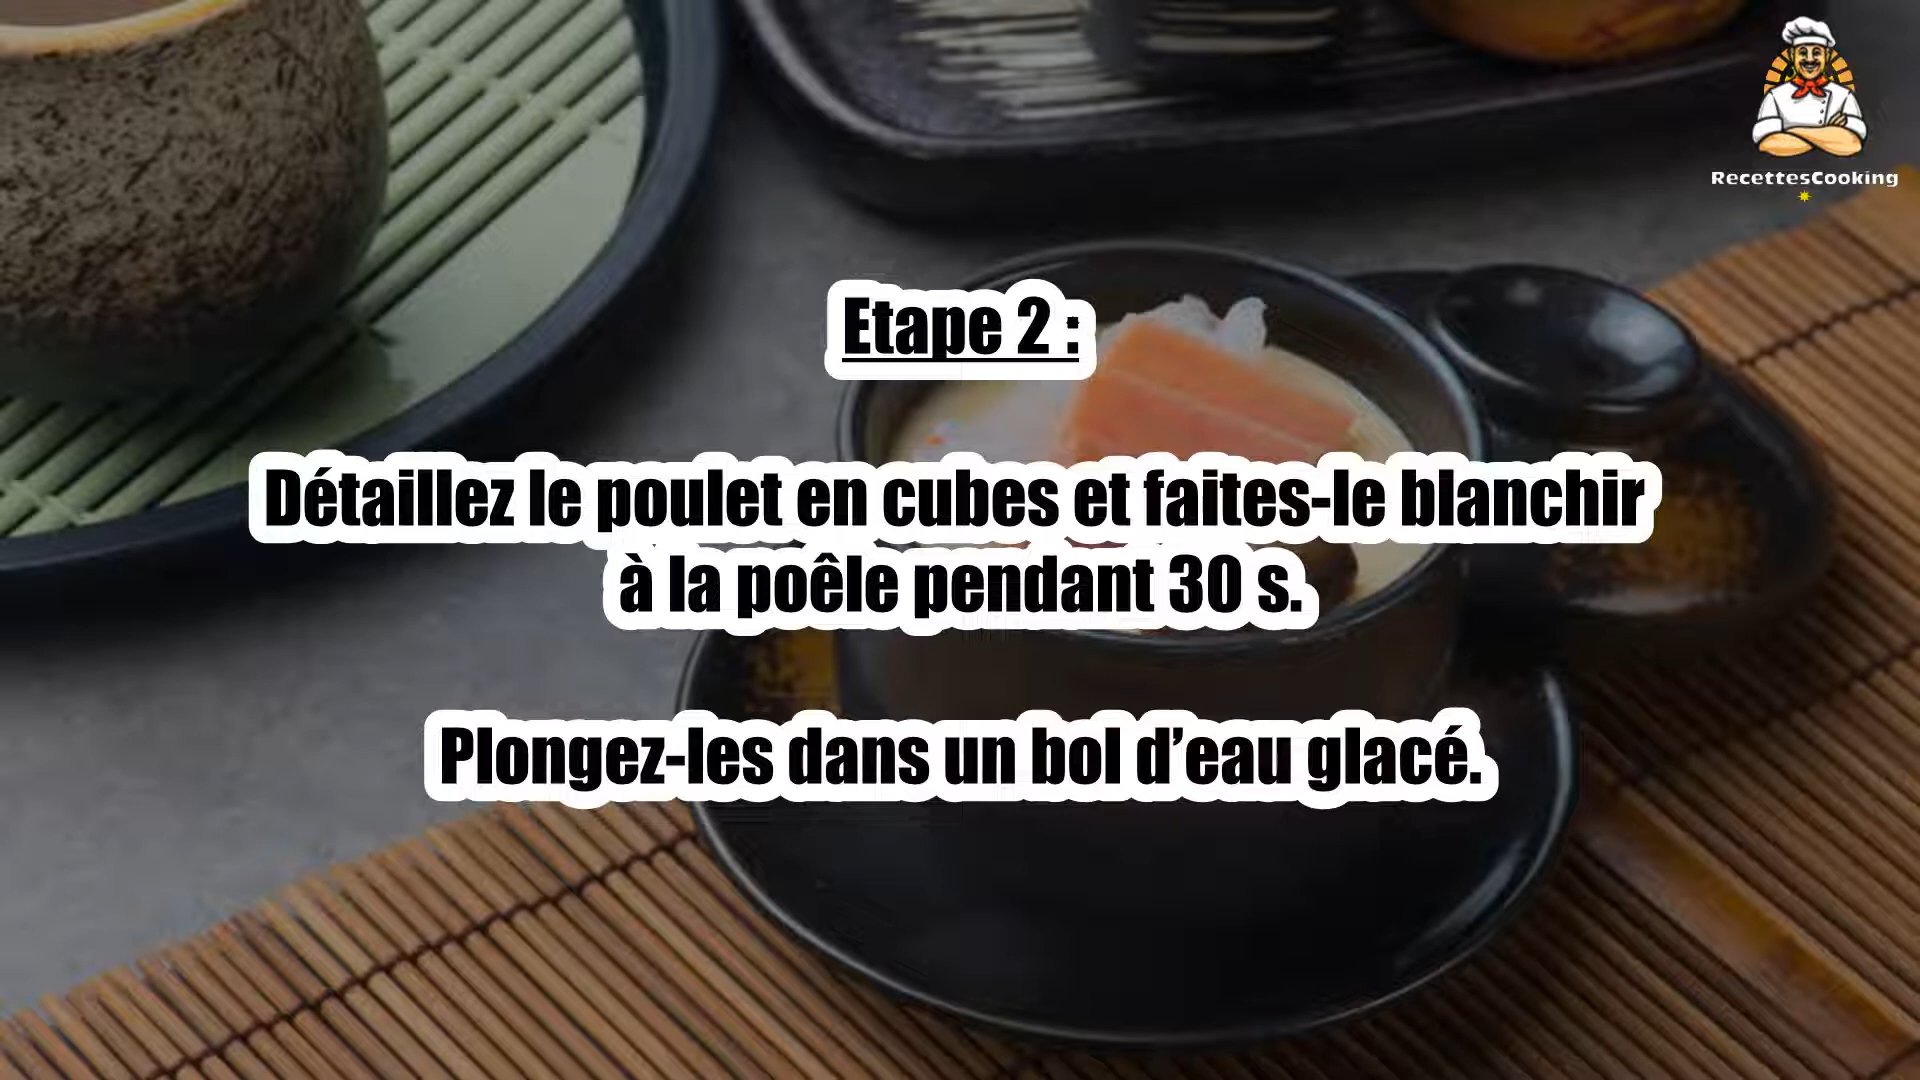 RecettesCooking
Etape 2 :
Détaillez le poulet en cubes et faites-le blanchir
à la poêle pendant 30 s.
Plongez-les dans un bol d’eau glacé.